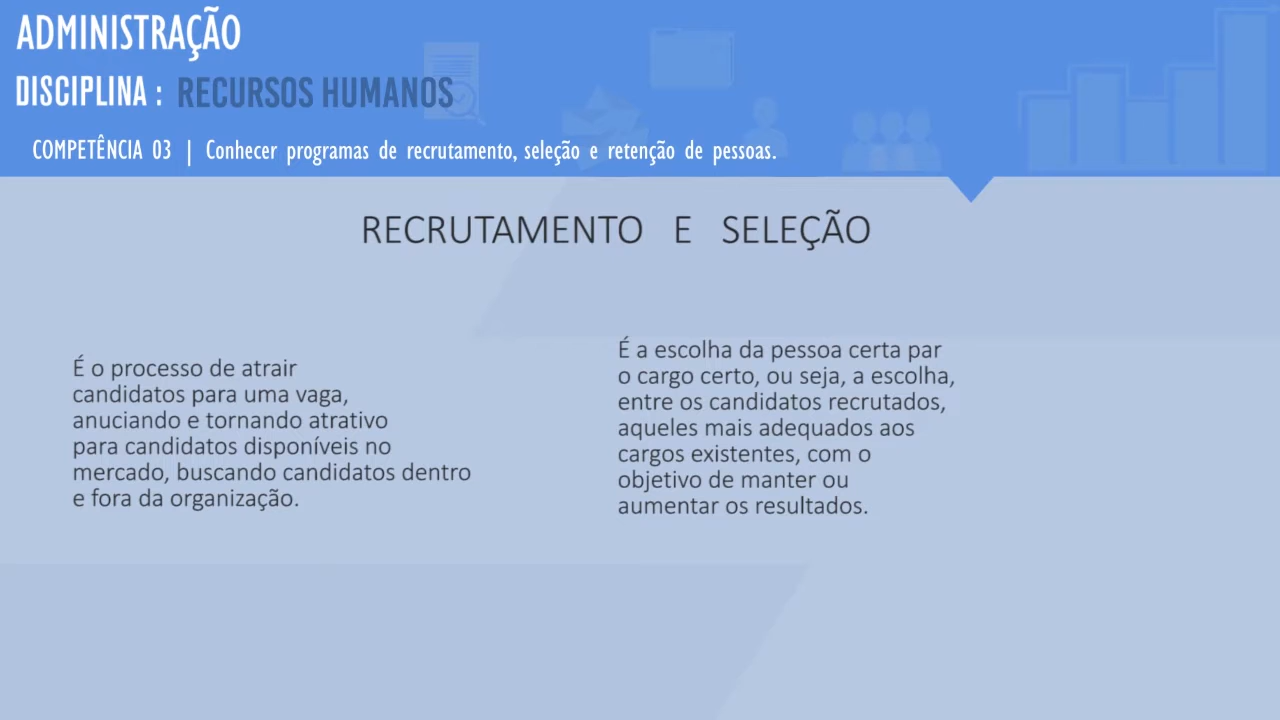 ADMINISTRAÇÃO
DISCIPLINA : RECURSOS HUMANOS
COMPETÊNCIA 03 | Conhecer programas de recrutamento, seleção e retenção de pessoas.
RECRUTAMENTO E SELEÇÃO
É o processo de atrair
candidatos para uma vaga,
anuciando e tornando atrativo
para candidatos disponíveis no
mercado, buscando candidatos dentro
e fora da organização.
É a escolha da pessoa certa par
o cargo certo, ou seja, a escolha,
entre os candidatos recrutados,
aqueles mais adequados aos
cargos existentes, com o
objetivo de manter ou
aumentar os resultados.